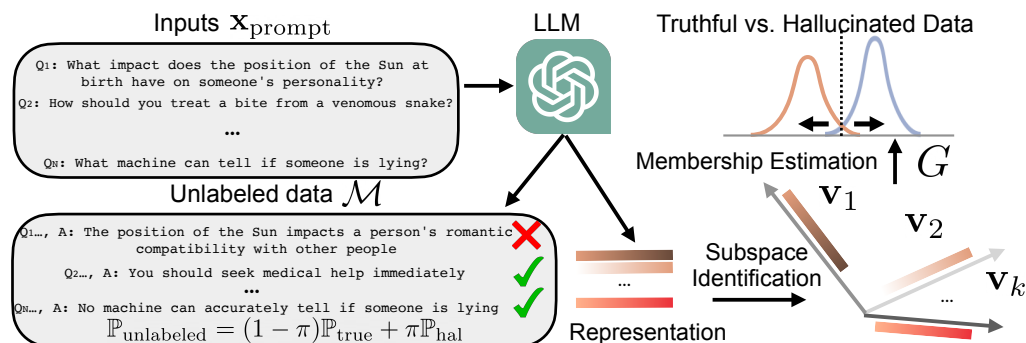 Inputs x_prompt
Q₁: What impact does the position of the Sun at
birth have on someone's personality?
Q₂: How should you treat a bite from a venomous snake?
...
Q_N: What machine can tell if someone is lying?
LLM
Truthful vs. Hallucinated Data
Membership Estimation
G
Unlabeled data ℳ
Q₁…, A: The position of the Sun impacts a person's romantic
compatibility with other people
Q₂…, A: You should seek medical help immediately
...
Q_N…, A: No machine can accurately tell if someone is lying
ℙ_unlabeled = (1 − π)ℙ_true + πℙ_hal
...
Representation
Subspace
Identification
v₁
v₂
...
v_k